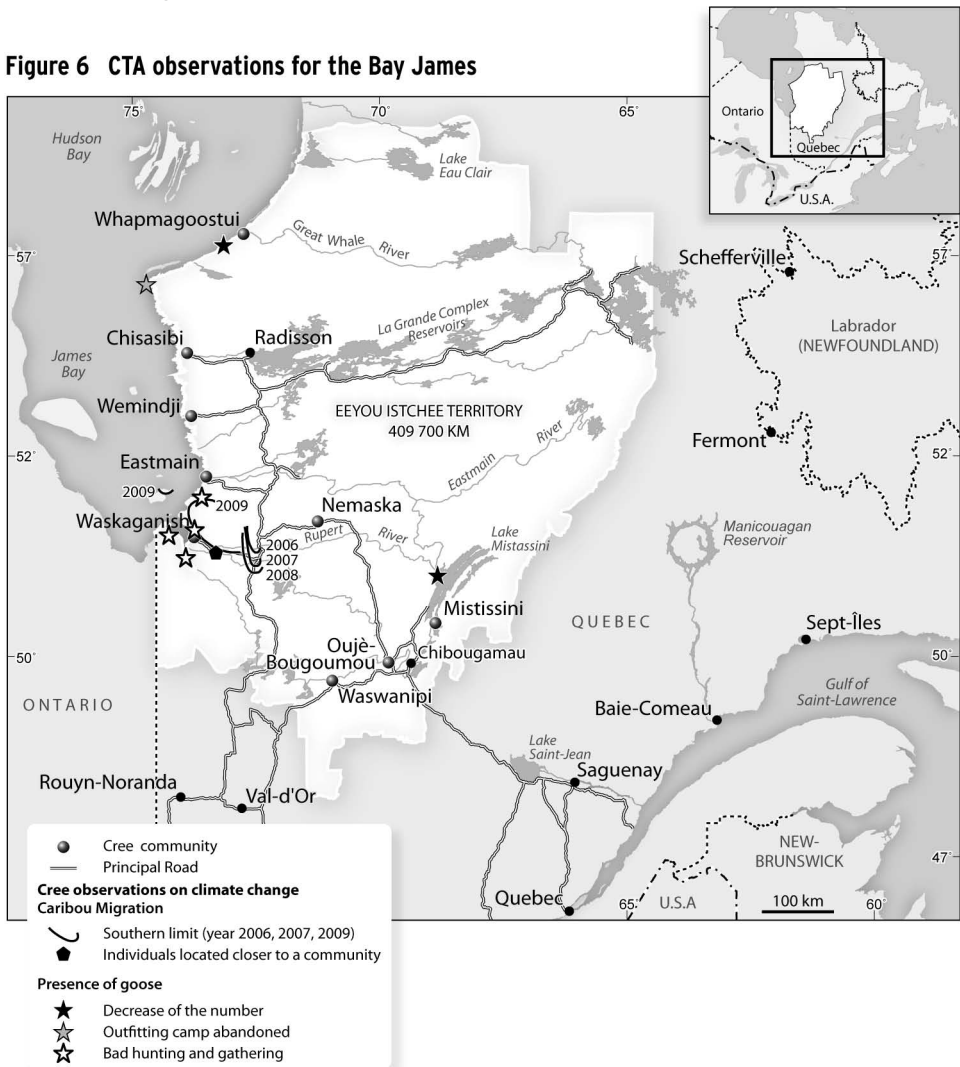 Figure 6 CTA observations for the Bay James
Ontario
Quebec
U.S.A.
75°
70°
65°
Hudson
Bay
Lake
Eau Clair
Whapmagoostui
Great Whale River
57°
57°
Schefferville
La Grande Complex
Reservoirs
Chisasibi
Radisson
Labrador
(NEWFOUNDLAND)
James
Bay
Wemindji
EEYOU ISTCHEE TERRITORY
409 700 KM
Eastmain River
Fermont
52°
52°
Eastmain
2009
2009
Nemaska
Waskaganish
Rupert River
Lake
Mistassini
Manicouagan
Reservoir
2006
2007
2008
Mistissini
QUEBEC
Sept-Îles
Oujè-
Bougoumou
Chibougamau
50°
50°
Waswanipi
ONTARIO
Gulf of
Saint-Lawrence
Baie-Comeau
Lake
Saint-Jean
Saguenay
Rouyn-Noranda
Val-d'Or
NEW-
BRUNSWICK
47°
Quebec
65°
U.S.A
100 km
60°
Cree community
Principal Road
Cree observations on climate change
Caribou Migration
Southern limit (year 2006, 2007, 2009)
Individuals located closer to a community
Presence of goose
Decrease of the number
Outfitting camp abandoned
Bad hunting and gathering